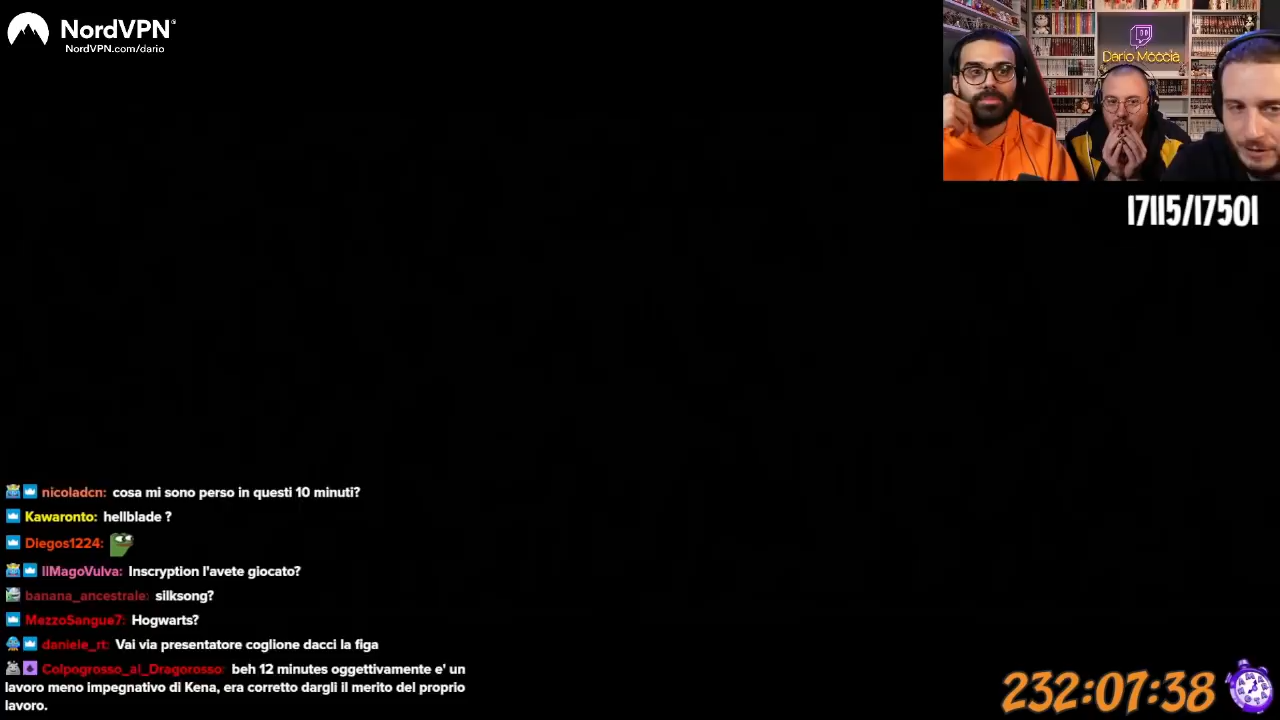 NordVPN®
NordVPN.com/dario
Dario Moccia
17115/17501
nicoladcn: cosa mi sono perso in questi 10 minuti?
Kawaronto: hellblade ?
Diegos1224:
IlMagoVulva: Inscryption l'avete giocato?
banana_ancestrale: silksong?
MezzoSangue7: Hogwarts?
daniele_rt: Vai via presentatore coglione dacci la figa
Colpogrosso_al_Dragorosso: beh 12 minutes oggettivamente e' un
lavoro meno impegnativo di Kena, era corretto dargli il merito del proprio
lavoro.
232:07:38